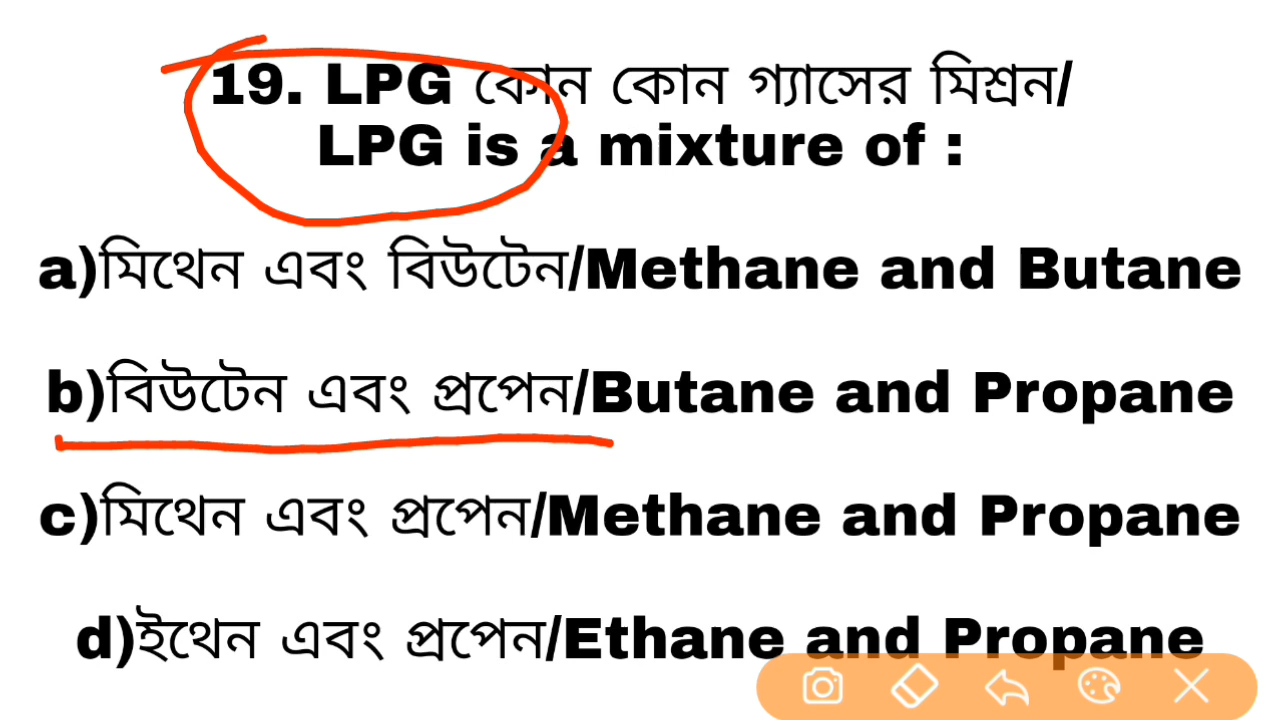 19. LPG কোন কোন গ্যাসের মিশ্রন/
LPG is a mixture of :
a)মিথেন এবং বিউটেন/Methane and Butane
b)বিউটেন এবং প্রপেন/Butane and Propane
c)মিথেন এবং প্রপেন/Methane and Propane
d)ইথেন এবং প্রপেন/Ethane and Propane